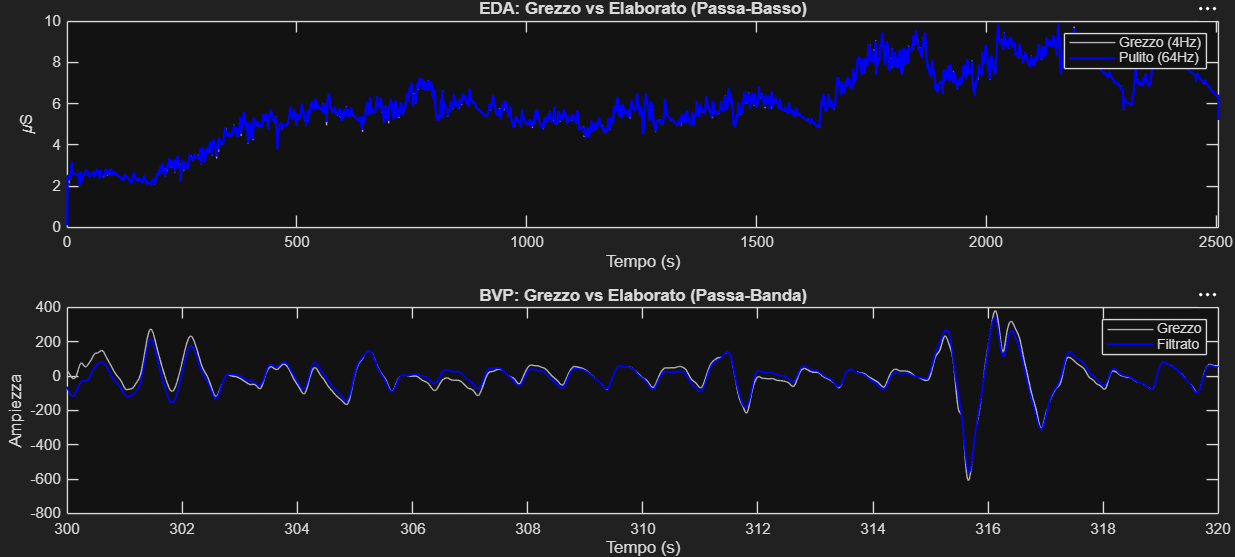 EDA: Grezzo vs Elaborato (Passa-Basso)
10
8
6
4
2
0
µS
Grezzo (4Hz)
Pulito (64Hz)
0 500 1000 1500 2000 2500
Tempo (s)
BVP: Grezzo vs Elaborato (Passa-Banda)
400
200
0
-200
-400
-600
-800
Ampiezza
Grezzo
Filtrato
300 302 304 306 308 310 312 314 316 318 320
Tempo (s)